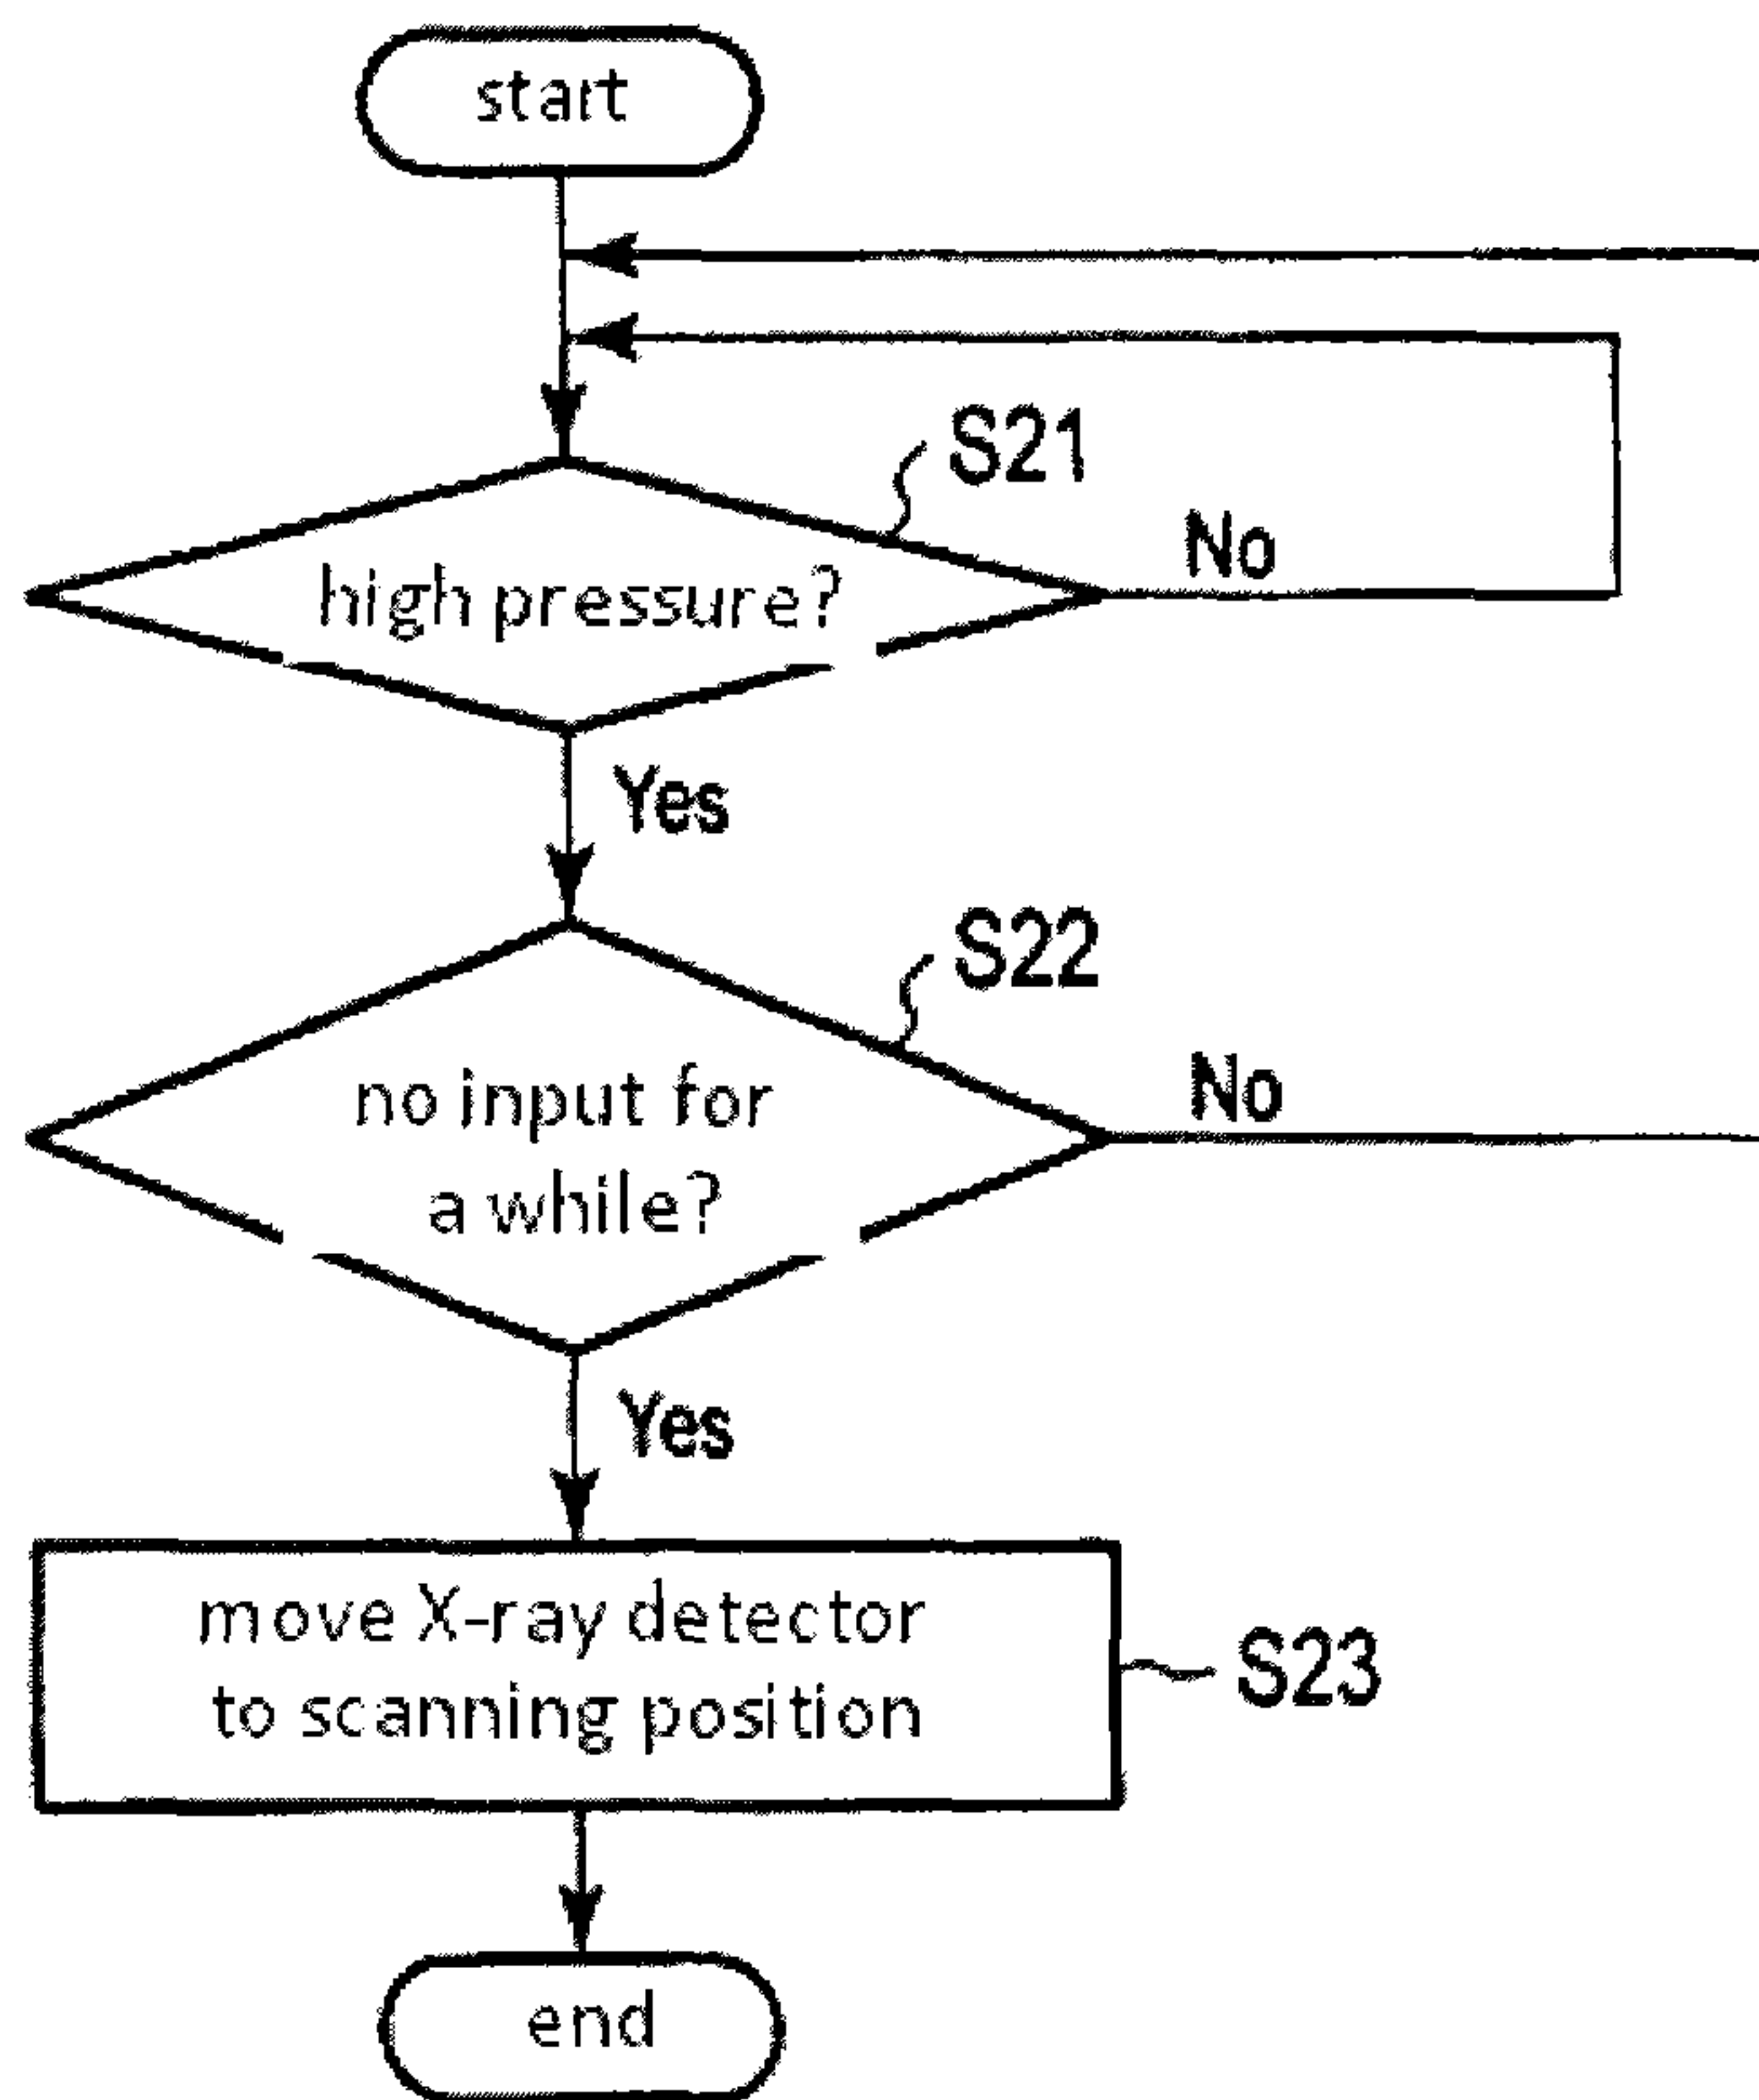 start
S21
No
high pressure?
Yes
S22
No
no input for
a while?
Yes
move X-ray detector
to scanning position
S23
end